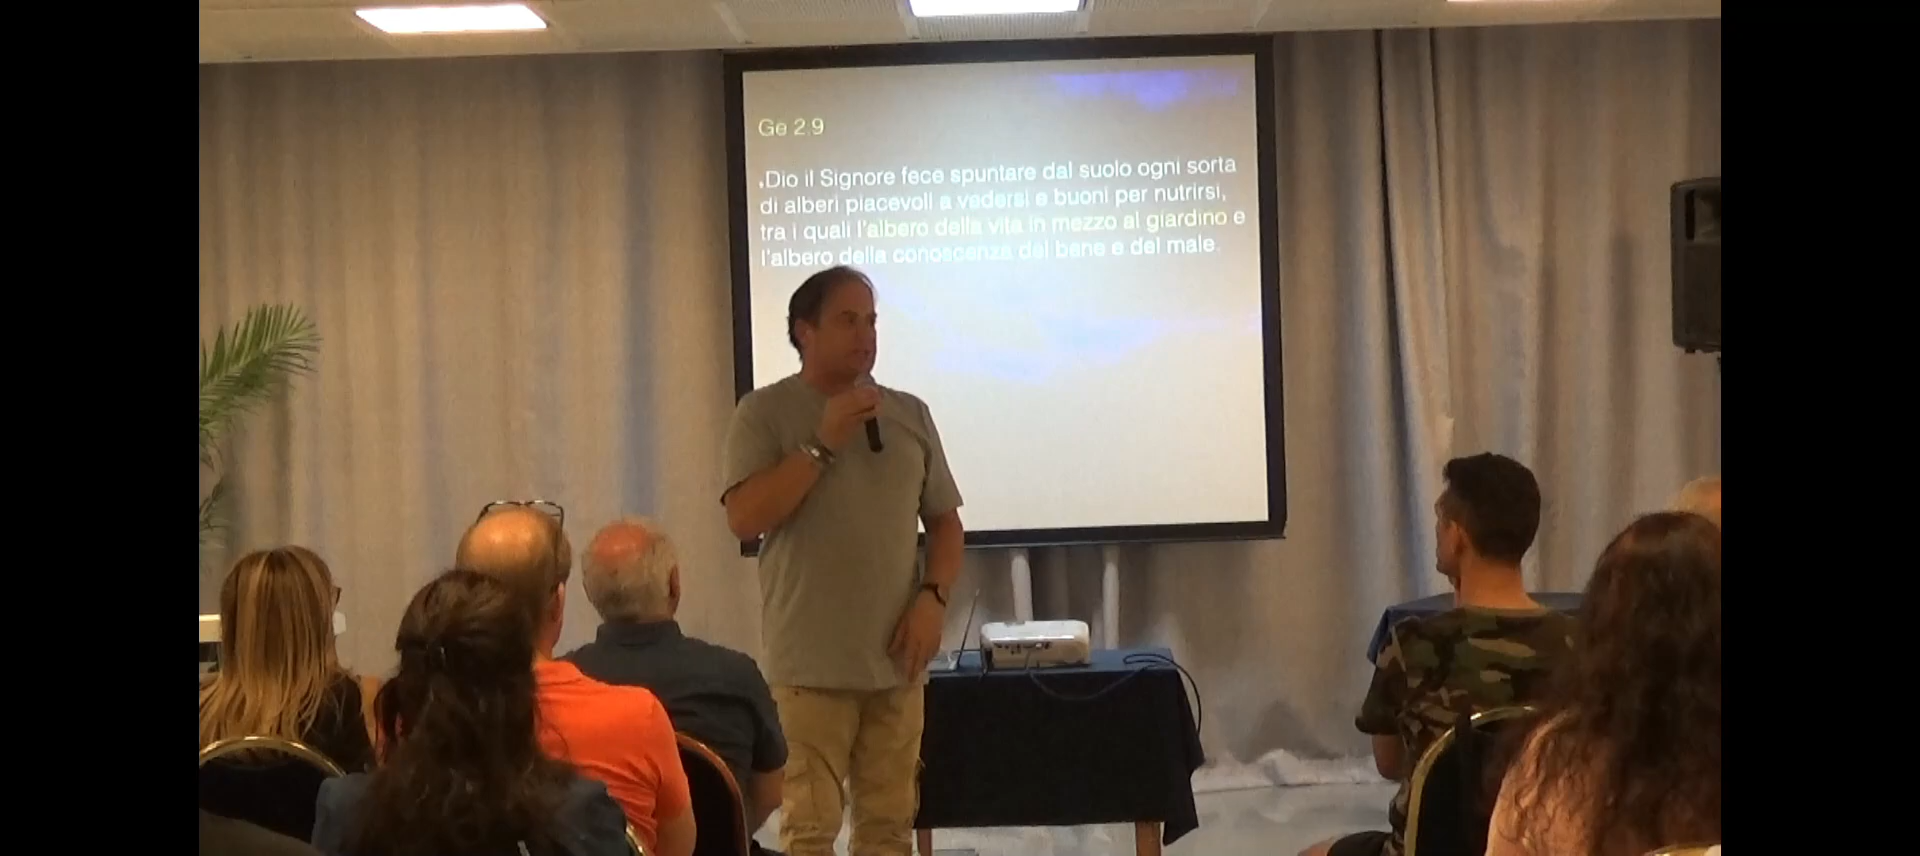 Ge 2:9
Dio il Signore fece spuntare dal suolo ogni sorta
di alberi piacevoli a vedersi e buoni per nutrirsi,
tra i quali l'albero della vita in mezzo al giardino e
l'albero della conoscenza del bene e del male.